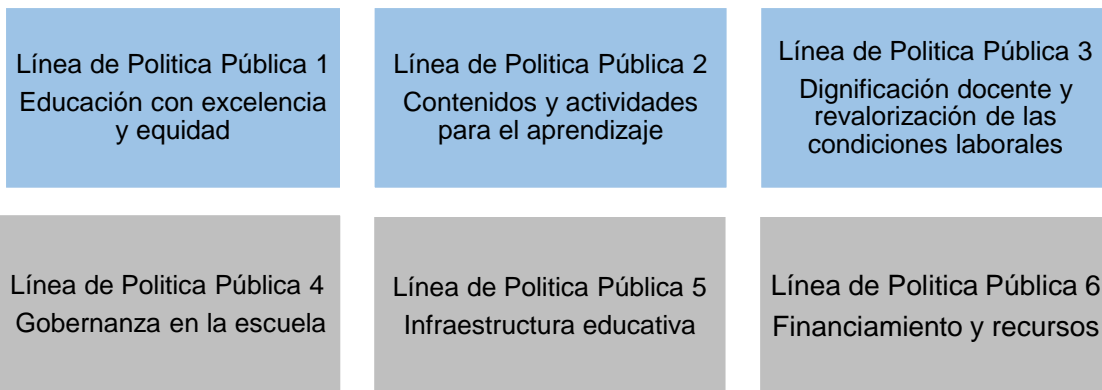 Línea de Politica Pública 1
Educación con excelencia
y equidad
Línea de Politica Pública 2
Contenidos y actividades
para el aprendizaje
Línea de Politica Pública 3
Dignificación docente y
revalorización de las
condiciones laborales
Línea de Politica Pública 4
Gobernanza en la escuela
Línea de Politica Pública 5
Infraestructura educativa
Línea de Politica Pública 6
Financiamiento y recursos